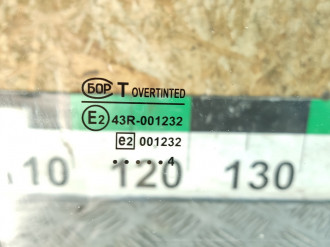 БОР T OVERTINTED
E2 43R-001232
e2 001232
. . . . . 4
10 120 130